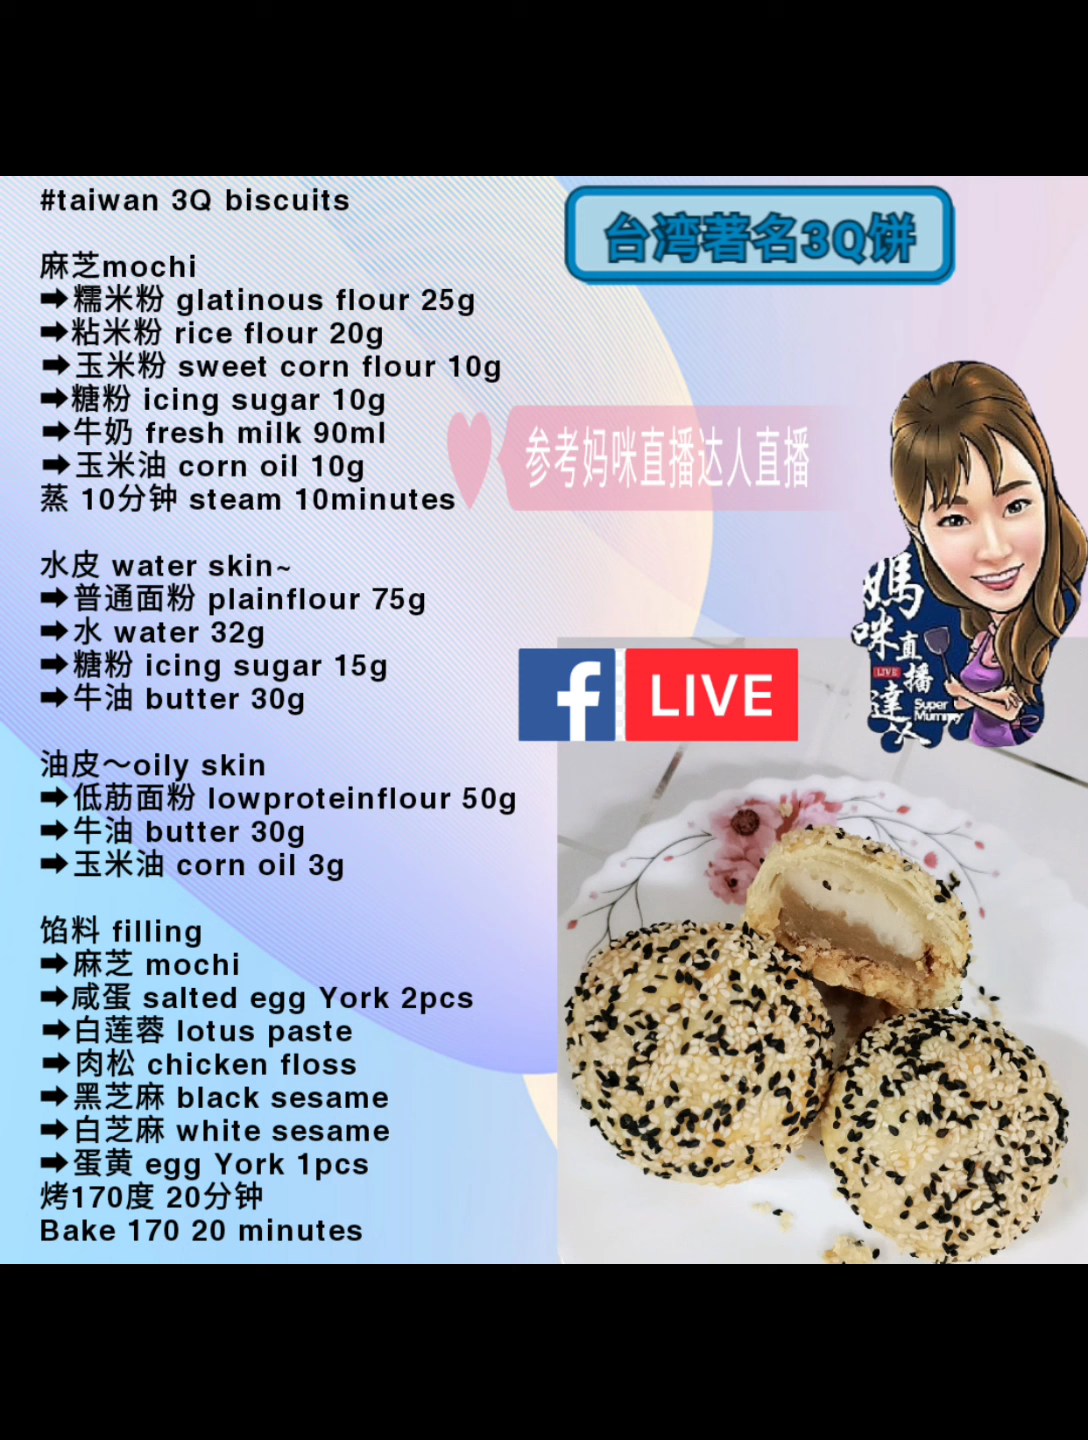 #taiwan 3Q biscuits
台湾著名3Q饼
麻芝mochi
➡糯米粉 glatinous flour 25g
➡粘米粉 rice flour 20g
➡玉米粉 sweet corn flour 10g
➡糖粉 icing sugar 10g
➡牛奶 fresh milk 90ml
➡玉米油 corn oil 10g
蒸 10分钟 steam 10minutes
参考妈咪直播达人直播
水皮 water skin~
➡普通面粉 plainflour 75g
➡水 water 32g
➡糖粉 icing sugar 15g
➡牛油 butter 30g
f LIVE
媽咪直播達人
LIVE
Super
Mummy
油皮～oily skin
➡低筋面粉 lowproteinflour 50g
➡牛油 butter 30g
➡玉米油 corn oil 3g
馅料 filling
➡麻芝 mochi
➡咸蛋 salted egg York 2pcs
➡白莲蓉 lotus paste
➡肉松 chicken floss
➡黑芝麻 black sesame
➡白芝麻 white sesame
➡蛋黄 egg York 1pcs
烤170度 20分钟
Bake 170 20 minutes